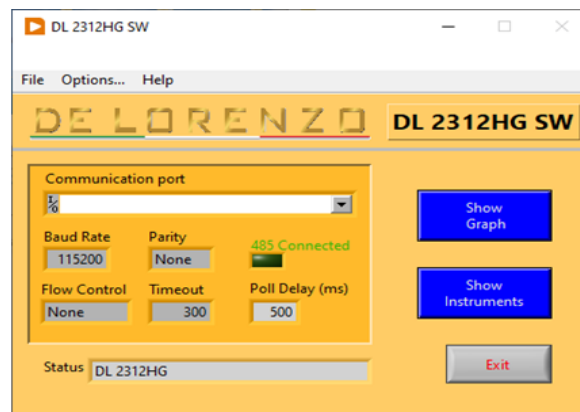 DL 2312HG SW
File Options... Help
DE LORENZO DL 2312HG SW
Communication port
I/O
Baud Rate Parity 485 Connected
115200 None
Flow Control Timeout Poll Delay (ms)
None 300 500
Status DL 2312HG
Show
Graph
Show
Instruments
Exit